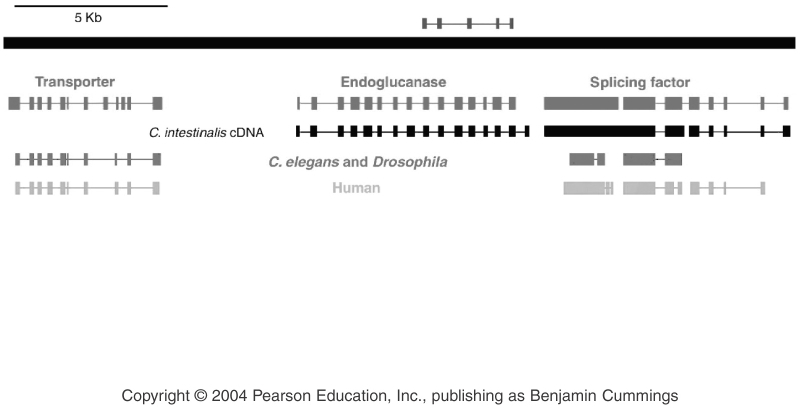 5 Kb
Transporter
Endoglucanase
Splicing factor
C. intestinalis cDNA
C. elegans and Drosophila
Human
Copyright © 2004 Pearson Education, Inc., publishing as Benjamin Cummings